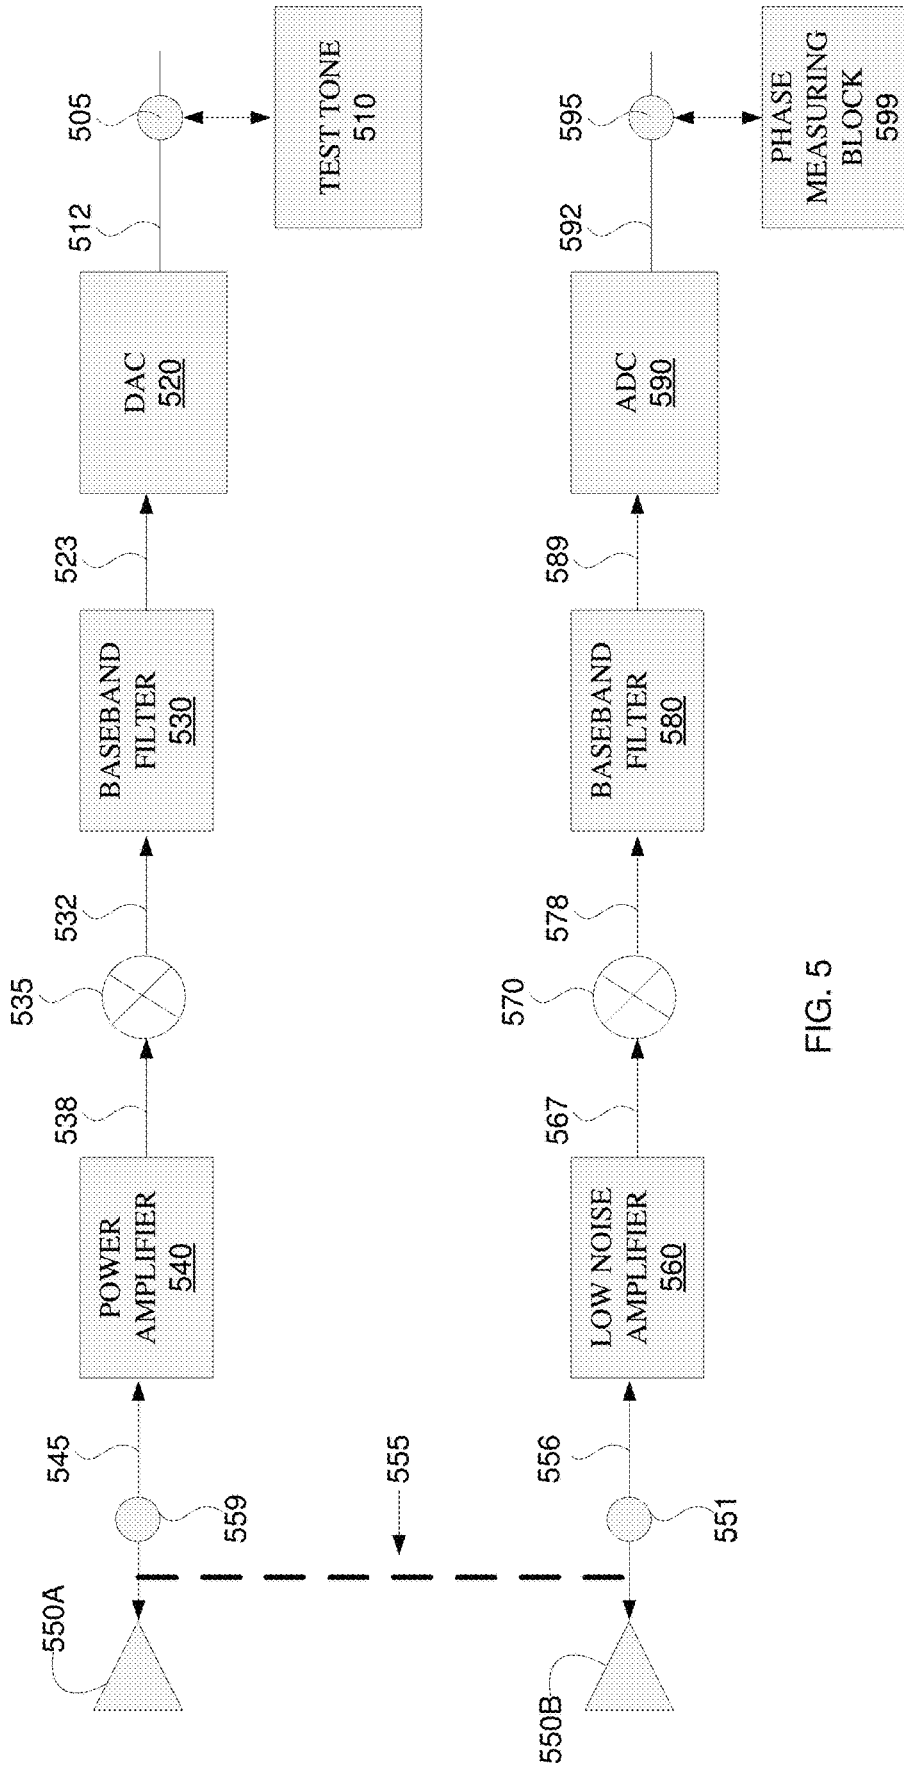 550A
545
559
POWER
AMPLIFIER
540
538
535
532
BASEBAND
FILTER
530
523
DAC
520
512
505
TEST TONE
510
555
550B
556
551
LOW NOISE
AMPLIFIER
560
567
570
578
BASEBAND
FILTER
580
589
ADC
590
592
595
PHASE
MEASURING
BLOCK
599
FIG. 5